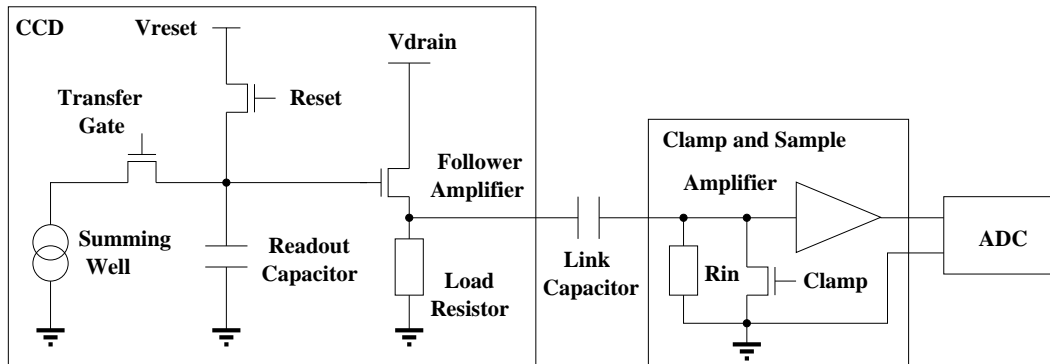 CCD
Vreset
Vdrain
Reset
Transfer
Gate
Clamp and Sample
Follower
Amplifier
Amplifier
Summing
Well
Readout
Capacitor
ADC
Load
Resistor
Link
Capacitor
Rin
Clamp